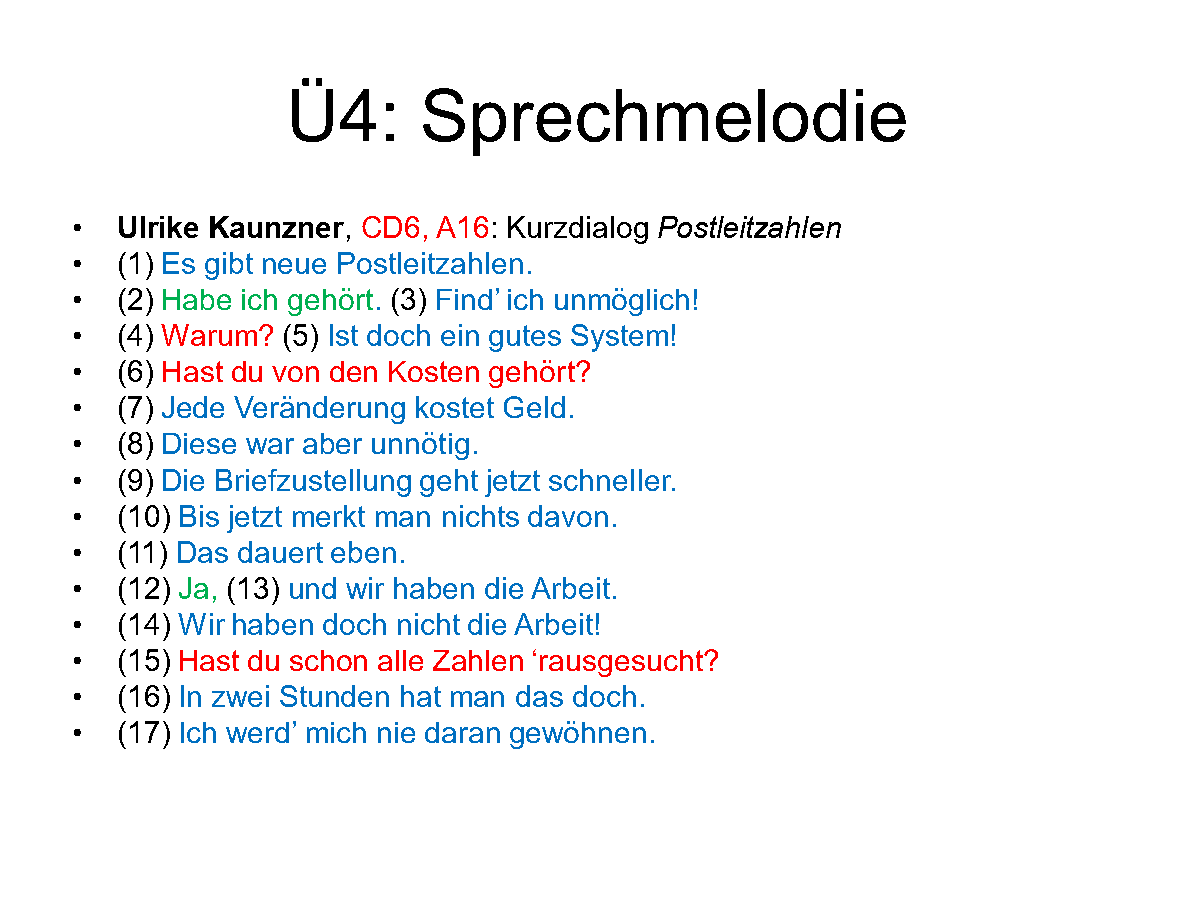 Ü4: Sprechmelodie
• Ulrike Kaunzner, CD6, A16: Kurzdialog Postleitzahlen
• (1) Es gibt neue Postleitzahlen.
• (2) Habe ich gehört. (3) Find’ ich unmöglich!
• (4) Warum? (5) Ist doch ein gutes System!
• (6) Hast du von den Kosten gehört?
• (7) Jede Veränderung kostet Geld.
• (8) Diese war aber unnötig.
• (9) Die Briefzustellung geht jetzt schneller.
• (10) Bis jetzt merkt man nichts davon.
• (11) Das dauert eben.
• (12) Ja, (13) und wir haben die Arbeit.
• (14) Wir haben doch nicht die Arbeit!
• (15) Hast du schon alle Zahlen ‘rausgesucht?
• (16) In zwei Stunden hat man das doch.
• (17) Ich werd’ mich nie daran gewöhnen.